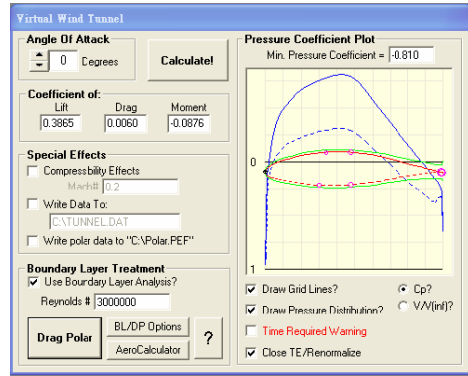 Virtual Wind Tunnel
Angle Of Attack
0 Degrees
Calculate!
Coefficient of:
Lift Drag Moment
0.3865 0.0060 -0.0876
Special Effects
Compressbility Effects
Mach# 0.2
Write Data To:
C:\TUNNEL.DAT
Write polar data to "C:\Polar.PEF"
Boundary Layer Treatment
Use Boundary Layer Analysis?
Reynolds # 3000000
Drag Polar
BL/DP Options
AeroCalculator
?
Pressure Coefficient Plot
Min. Pressure Coefficient = -0.810
0
1
Draw Grid Lines?
Cp?
Draw Pressure Distribution?
V/V(inf)?
Time Required Warning
Close TE/Renormalize